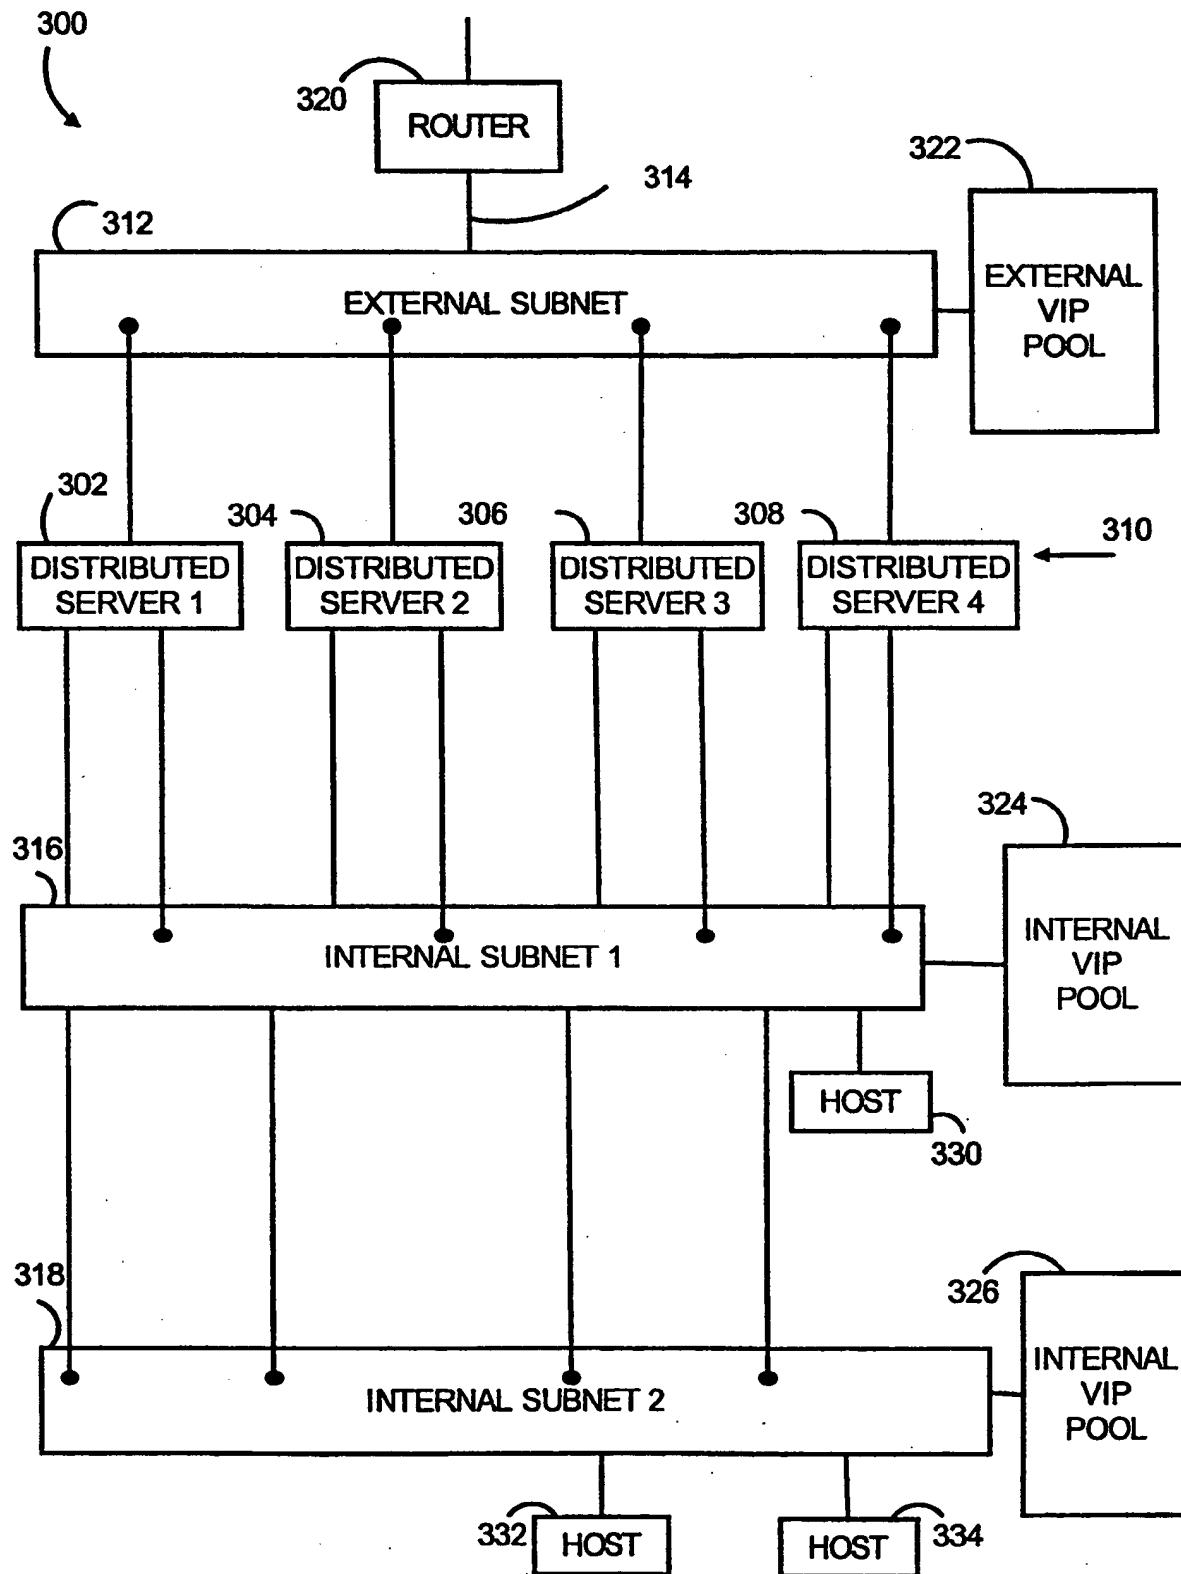 300
320
ROUTER
322
314
312
EXTERNAL SUBNET
EXTERNAL
VIP
POOL
302
304
306
308
310
DISTRIBUTED
SERVER 1
DISTRIBUTED
SERVER 2
DISTRIBUTED
SERVER 3
DISTRIBUTED
SERVER 4
324
316
INTERNAL SUBNET 1
INTERNAL
VIP
POOL
HOST
330
318
326
INTERNAL SUBNET 2
INTERNAL
VIP
POOL
332
HOST
HOST
334